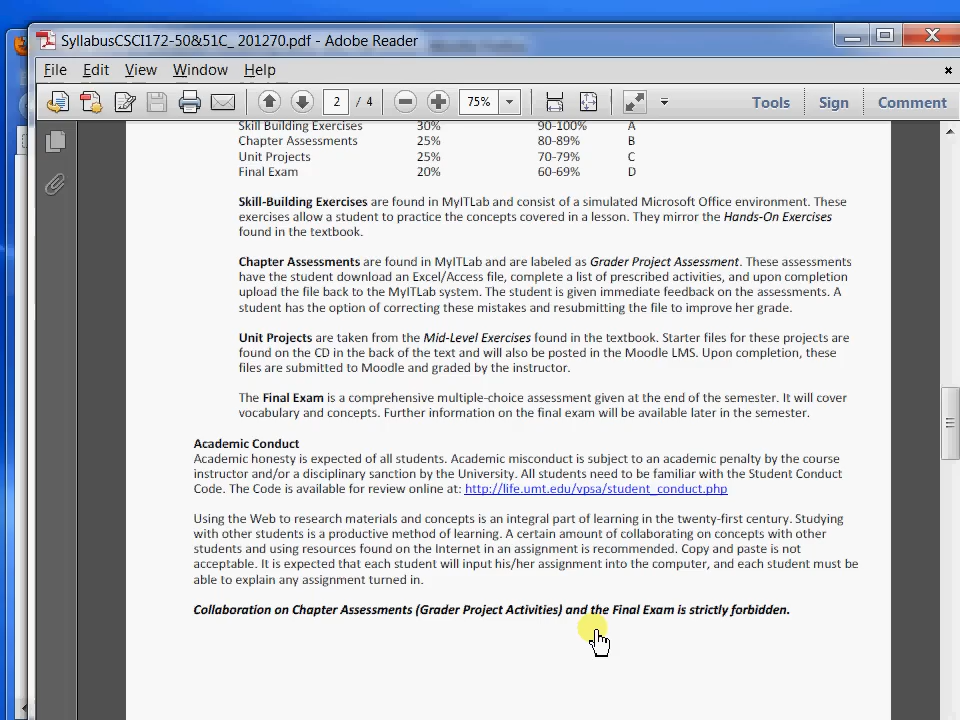 SyllabusCSCI172-50&51C_ 201270.pdf - Adobe Reader
File Edit View Window Help
2 / 4 75% Tools Sign Comment
Skill Building Exercises 30% 90-100% A
Chapter Assessments 25% 80-89% B
Unit Projects 25% 70-79% C
Final Exam 20% 60-69% D
Skill-Building Exercises are found in MyITLab and consist of a simulated Microsoft Office environment. These
exercises allow a student to practice the concepts covered in a lesson. They mirror the Hands-On Exercises
found in the textbook.
Chapter Assessments are found in MyITLab and are labeled as Grader Project Assessment. These assessments
have the student download an Excel/Access file, complete a list of prescribed activities, and upon completion
upload the file back to the MyITLab system. The student is given immediate feedback on the assessments. A
student has the option of correcting these mistakes and resubmitting the file to improve her grade.
Unit Projects are taken from the Mid-Level Exercises found in the textbook. Starter files for these projects are
found on the CD in the back of the text and will also be posted in the Moodle LMS. Upon completion, these
files are submitted to Moodle and graded by the instructor.
The Final Exam is a comprehensive multiple-choice assessment given at the end of the semester. It will cover
vocabulary and concepts. Further information on the final exam will be available later in the semester.
Academic Conduct
Academic honesty is expected of all students. Academic misconduct is subject to an academic penalty by the course
instructor and/or a disciplinary sanction by the University. All students need to be familiar with the Student Conduct
Code. The Code is available for review online at: http://life.umt.edu/vpsa/student_conduct.php
Using the Web to research materials and concepts is an integral part of learning in the twenty-first century. Studying
with other students is a productive method of learning. A certain amount of collaborating on concepts with other
students and using resources found on the Internet in an assignment is recommended. Copy and paste is not
acceptable. It is expected that each student will input his/her assignment into the computer, and each student must be
able to explain any assignment turned in.
Collaboration on Chapter Assessments (Grader Project Activities) and the Final Exam is strictly forbidden.